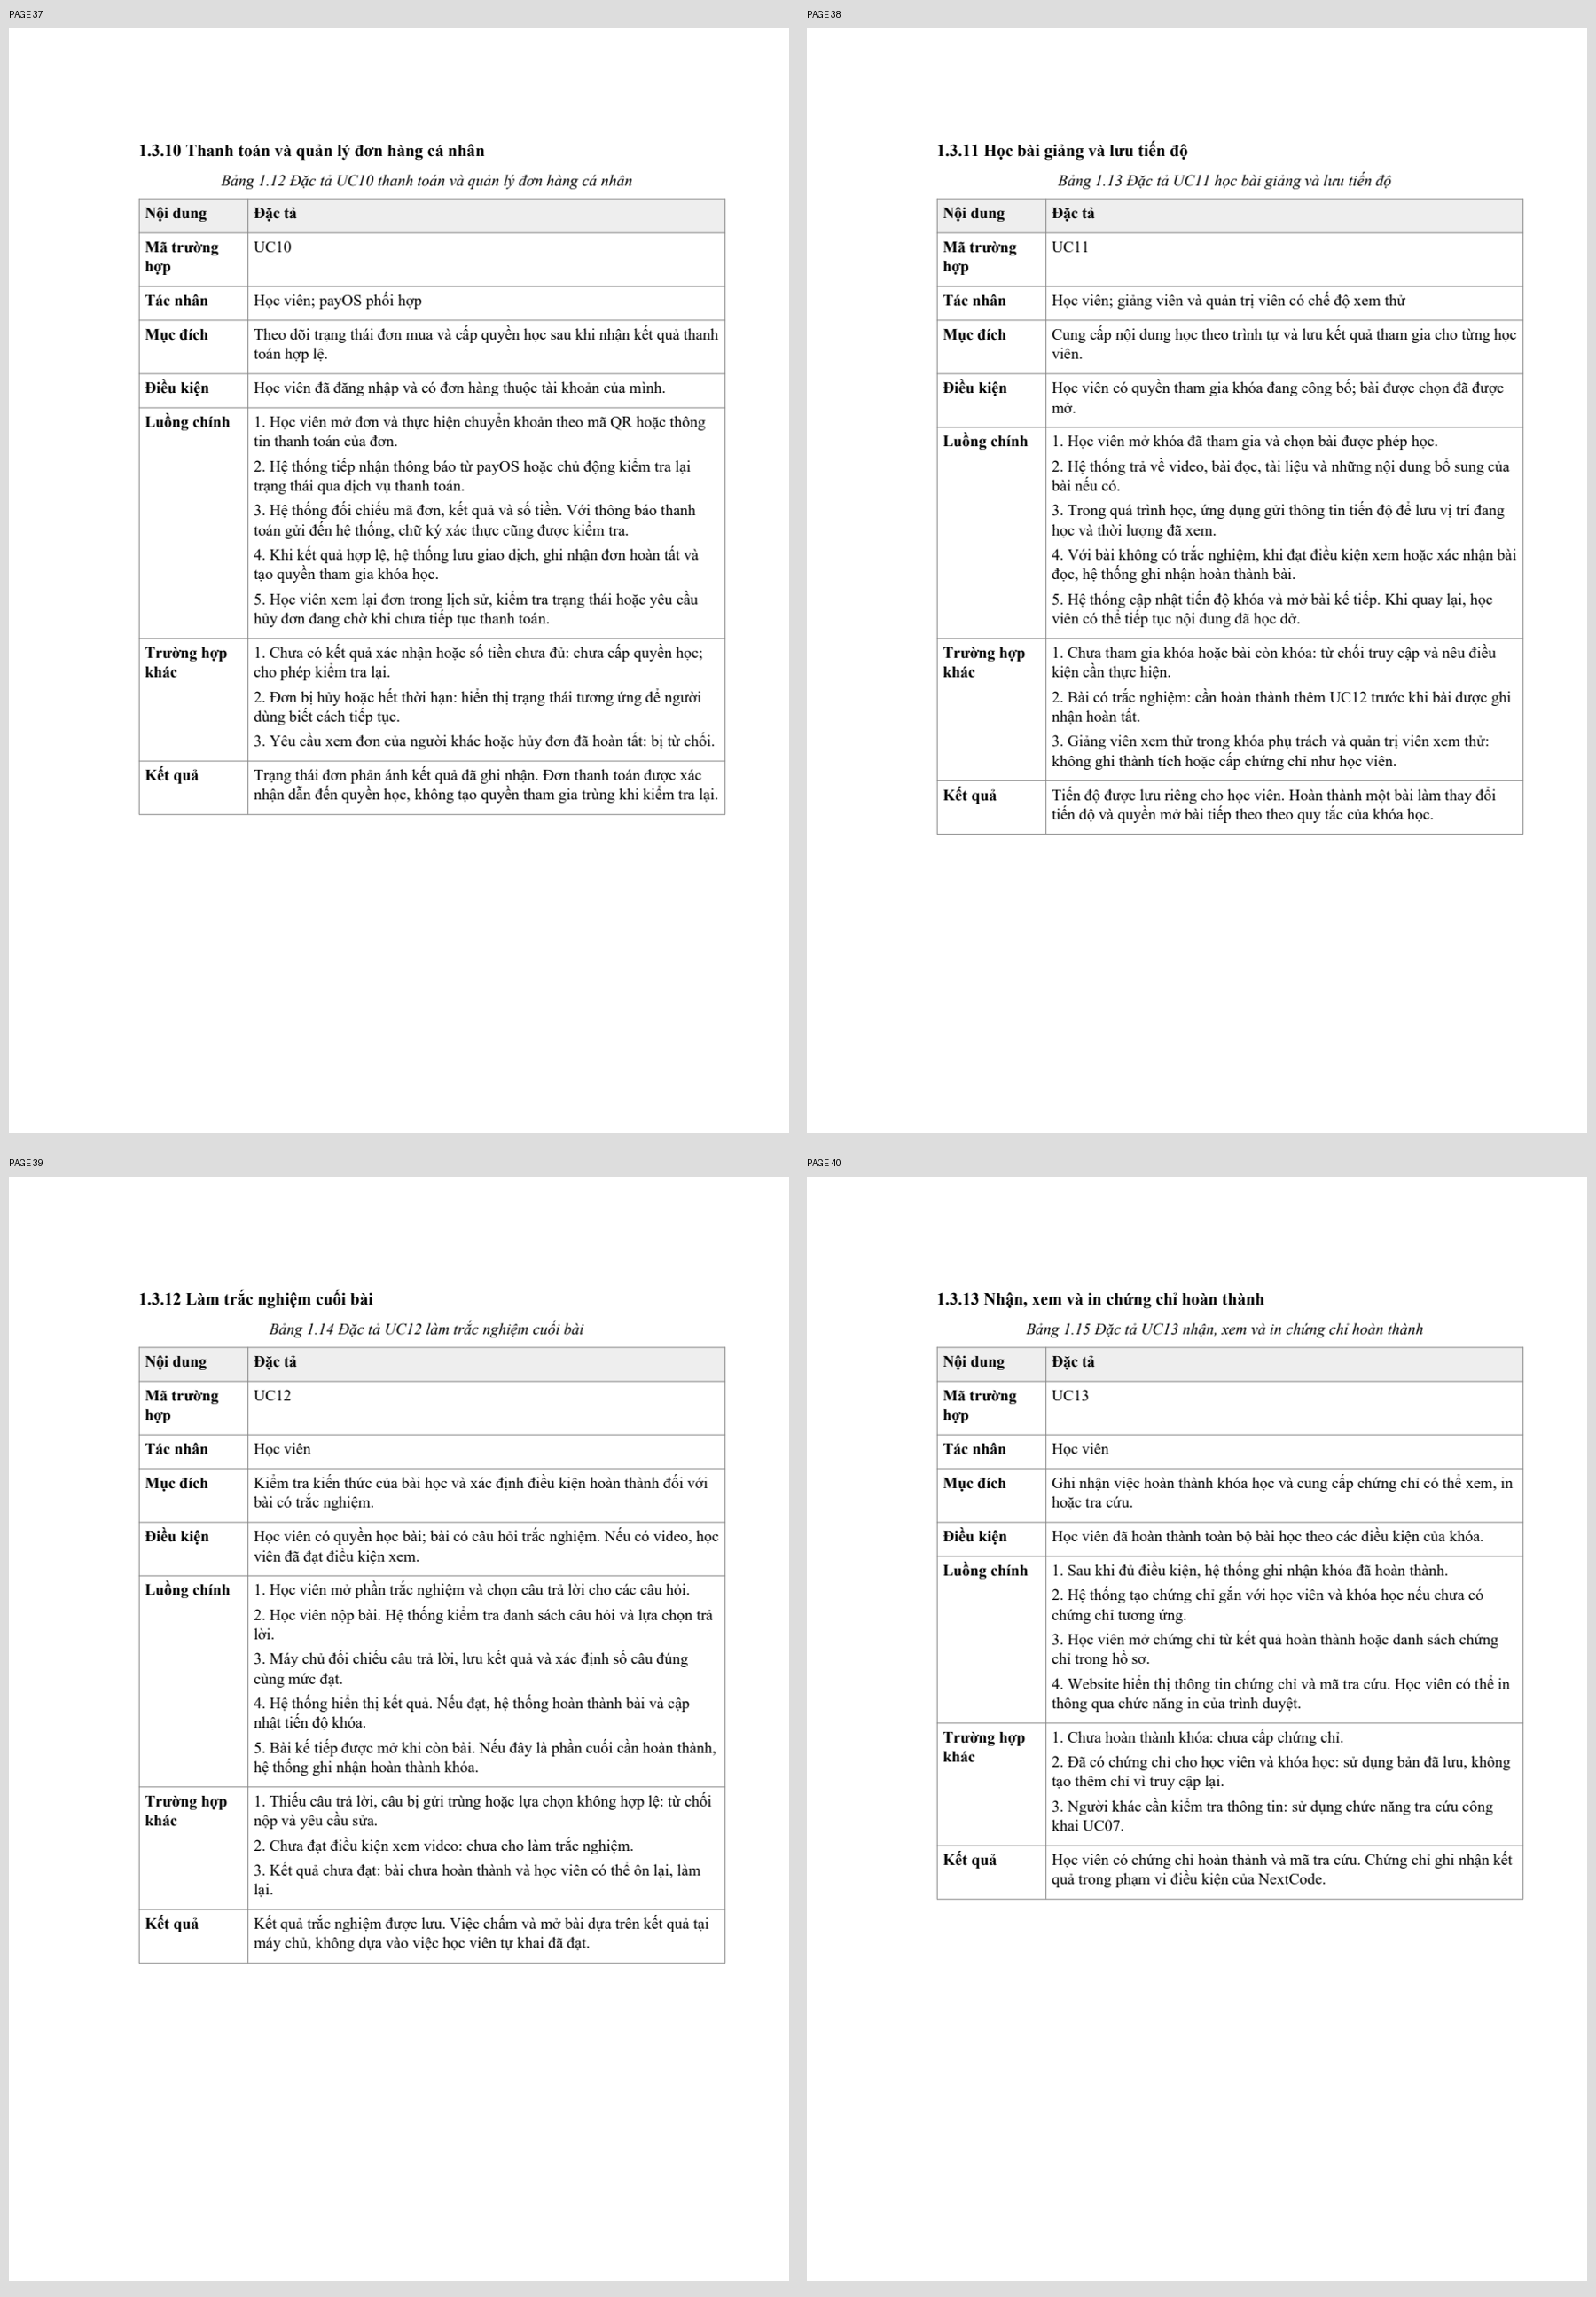 PAGE 37
1.3.10 Thanh toán và quản lý đơn hàng cá nhân
Bảng 1.12 Đặc tả UC10 thanh toán và quản lý đơn hàng cá nhân
Nội dung
Đặc tả
Mã trường
hợp
UC10
Tác nhân
Học viên; payOS phối hợp
Mục đích
Theo dõi trạng thái đơn mua và cấp quyền học sau khi nhận kết quả thanh
toán hợp lệ.
Điều kiện
Học viên đã đăng nhập và có đơn hàng thuộc tài khoản của mình.
Luồng chính
1. Học viên mở đơn và thực hiện chuyển khoản theo mã QR hoặc thông
tin thanh toán của đơn.
2. Hệ thống tiếp nhận thông báo từ payOS hoặc chủ động kiểm tra lại
trạng thái qua dịch vụ thanh toán.
3. Hệ thống đối chiếu mã đơn, kết quả và số tiền. Với thông báo thanh
toán gửi đến hệ thống, chữ ký xác thực cũng được kiểm tra.
4. Khi kết quả hợp lệ, hệ thống lưu giao dịch, ghi nhận đơn hoàn tất và
tạo quyền tham gia khóa học.
5. Học viên xem lại đơn trong lịch sử, kiểm tra trạng thái hoặc yêu cầu
hủy đơn đang chờ khi chưa tiếp tục thanh toán.
Trường hợp
khác
1. Chưa có kết quả xác nhận hoặc số tiền chưa đủ: chưa cấp quyền học;
cho phép kiểm tra lại.
2. Đơn bị hủy hoặc hết thời hạn: hiển thị trạng thái tương ứng để người
dùng biết cách tiếp tục.
3. Yêu cầu xem đơn của người khác hoặc hủy đơn đã hoàn tất: bị từ chối.
Kết quả
Trạng thái đơn phản ánh kết quả đã ghi nhận. Đơn thanh toán được xác
nhận dẫn đến quyền học, không tạo quyền tham gia trùng khi kiểm tra lại.
PAGE 38
1.3.11 Học bài giảng và lưu tiến độ
Bảng 1.13 Đặc tả UC11 học bài giảng và lưu tiến độ
Nội dung
Đặc tả
Mã trường
hợp
UC11
Tác nhân
Học viên; giảng viên và quản trị viên có chế độ xem thử
Mục đích
Cung cấp nội dung học theo trình tự và lưu kết quả tham gia cho từng học
viên.
Điều kiện
Học viên có quyền tham gia khóa đang công bố; bài được chọn đã được
mở.
Luồng chính
1. Học viên mở khóa đã tham gia và chọn bài được phép học.
2. Hệ thống trả về video, bài đọc, tài liệu và những nội dung bổ sung của
bài nếu có.
3. Trong quá trình học, ứng dụng gửi thông tin tiến độ để lưu vị trí đang
học và thời lượng đã xem.
4. Với bài không có trắc nghiệm, khi đạt điều kiện xem hoặc xác nhận bài
đọc, hệ thống ghi nhận hoàn thành bài.
5. Hệ thống cập nhật tiến độ khóa và mở bài kế tiếp. Khi quay lại, học
viên có thể tiếp tục nội dung đã học dở.
Trường hợp
khác
1. Chưa tham gia khóa hoặc bài còn khóa: từ chối truy cập và nêu điều
kiện cần thực hiện.
2. Bài có trắc nghiệm: cần hoàn thành thêm UC12 trước khi bài được ghi
nhận hoàn tất.
3. Giảng viên xem thử trong khóa phụ trách và quản trị viên xem thử:
không ghi thành tích hoặc cấp chứng chỉ như học viên.
Kết quả
Tiến độ được lưu riêng cho học viên. Hoàn thành một bài làm thay đổi
tiến độ và quyền mở bài tiếp theo theo quy tắc của khóa học.
PAGE 39
1.3.12 Làm trắc nghiệm cuối bài
Bảng 1.14 Đặc tả UC12 làm trắc nghiệm cuối bài
Nội dung
Đặc tả
Mã trường
hợp
UC12
Tác nhân
Học viên
Mục đích
Kiểm tra kiến thức của bài học và xác định điều kiện hoàn thành đối với
bài có trắc nghiệm.
Điều kiện
Học viên có quyền học bài; bài có câu hỏi trắc nghiệm. Nếu có video, học
viên đã đạt điều kiện xem.
Luồng chính
1. Học viên mở phần trắc nghiệm và chọn câu trả lời cho các câu hỏi.
2. Học viên nộp bài. Hệ thống kiểm tra danh sách câu hỏi và lựa chọn trả
lời.
3. Máy chủ đối chiếu câu trả lời, lưu kết quả và xác định số câu đúng
cùng mức đạt.
4. Hệ thống hiển thị kết quả. Nếu đạt, hệ thống hoàn thành bài và cập
nhật tiến độ khóa.
5. Bài kế tiếp được mở khi còn bài. Nếu đây là phần cuối cần hoàn thành,
hệ thống ghi nhận hoàn thành khóa.
Trường hợp
khác
1. Thiếu câu trả lời, câu bị gửi trùng hoặc lựa chọn không hợp lệ: từ chối
nộp và yêu cầu sửa.
2. Chưa đạt điều kiện xem video: chưa cho làm trắc nghiệm.
3. Kết quả chưa đạt: bài chưa hoàn thành và học viên có thể ôn lại, làm
lại.
Kết quả
Kết quả trắc nghiệm được lưu. Việc chấm và mở bài dựa trên kết quả tại
máy chủ, không dựa vào việc học viên tự khai đã đạt.
PAGE 40
1.3.13 Nhận, xem và in chứng chỉ hoàn thành
Bảng 1.15 Đặc tả UC13 nhận, xem và in chứng chỉ hoàn thành
Nội dung
Đặc tả
Mã trường
hợp
UC13
Tác nhân
Học viên
Mục đích
Ghi nhận việc hoàn thành khóa học và cung cấp chứng chỉ có thể xem, in
hoặc tra cứu.
Điều kiện
Học viên đã hoàn thành toàn bộ bài học theo các điều kiện của khóa.
Luồng chính
1. Sau khi đủ điều kiện, hệ thống ghi nhận khóa đã hoàn thành.
2. Hệ thống tạo chứng chỉ gắn với học viên và khóa học nếu chưa có
chứng chỉ tương ứng.
3. Học viên mở chứng chỉ từ kết quả hoàn thành hoặc danh sách chứng
chỉ trong hồ sơ.
4. Website hiển thị thông tin chứng chỉ và mã tra cứu. Học viên có thể in
thông qua chức năng in của trình duyệt.
Trường hợp
khác
1. Chưa hoàn thành khóa: chưa cấp chứng chỉ.
2. Đã có chứng chỉ cho học viên và khóa học: sử dụng bản đã lưu, không
tạo thêm chỉ vì truy cập lại.
3. Người khác cần kiểm tra thông tin: sử dụng chức năng tra cứu công
khai UC07.
Kết quả
Học viên có chứng chỉ hoàn thành và mã tra cứu. Chứng chỉ ghi nhận kết
quả trong phạm vi điều kiện của NextCode.